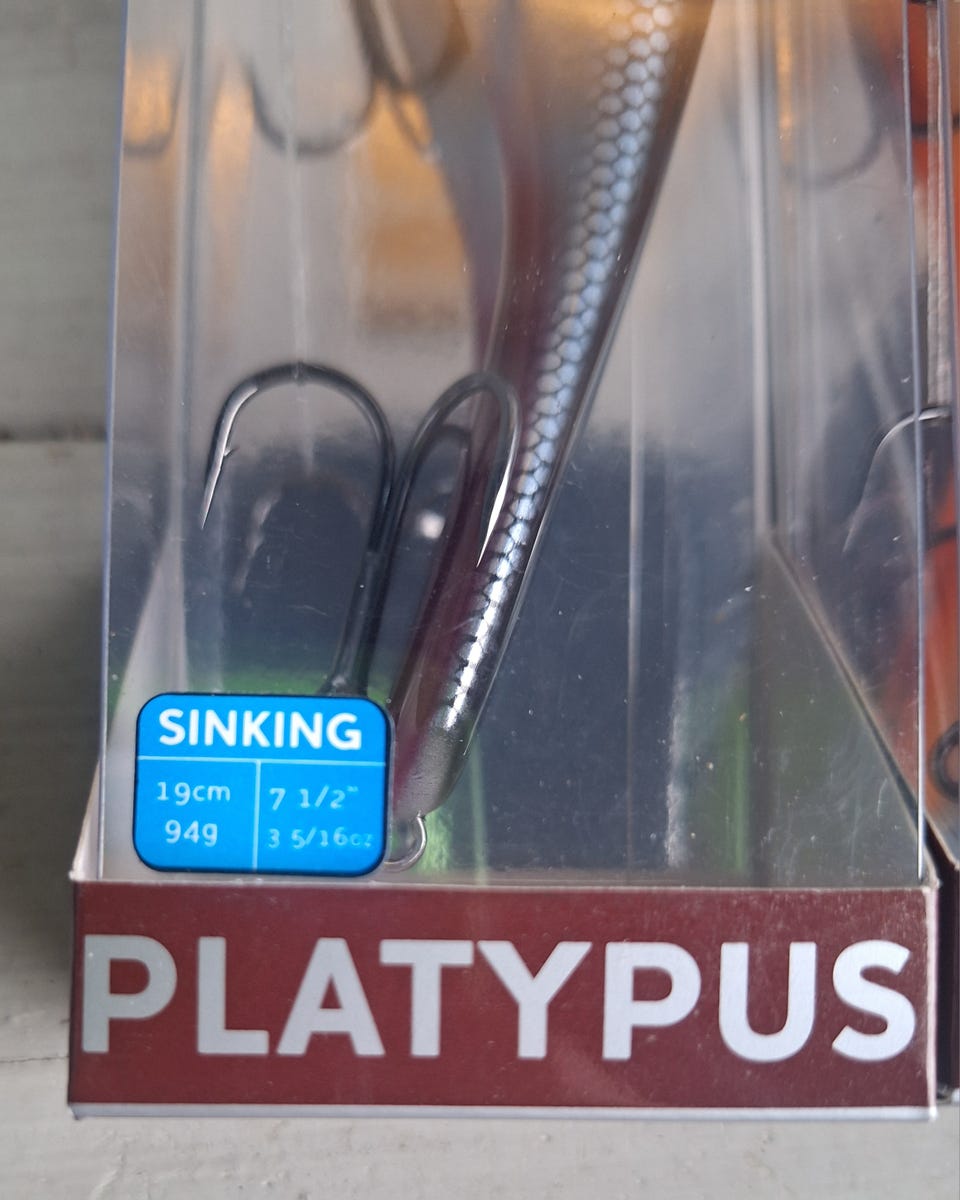 SINKING
19cm 7 1/2"
94g 3 5/16oz
PLATYPUS